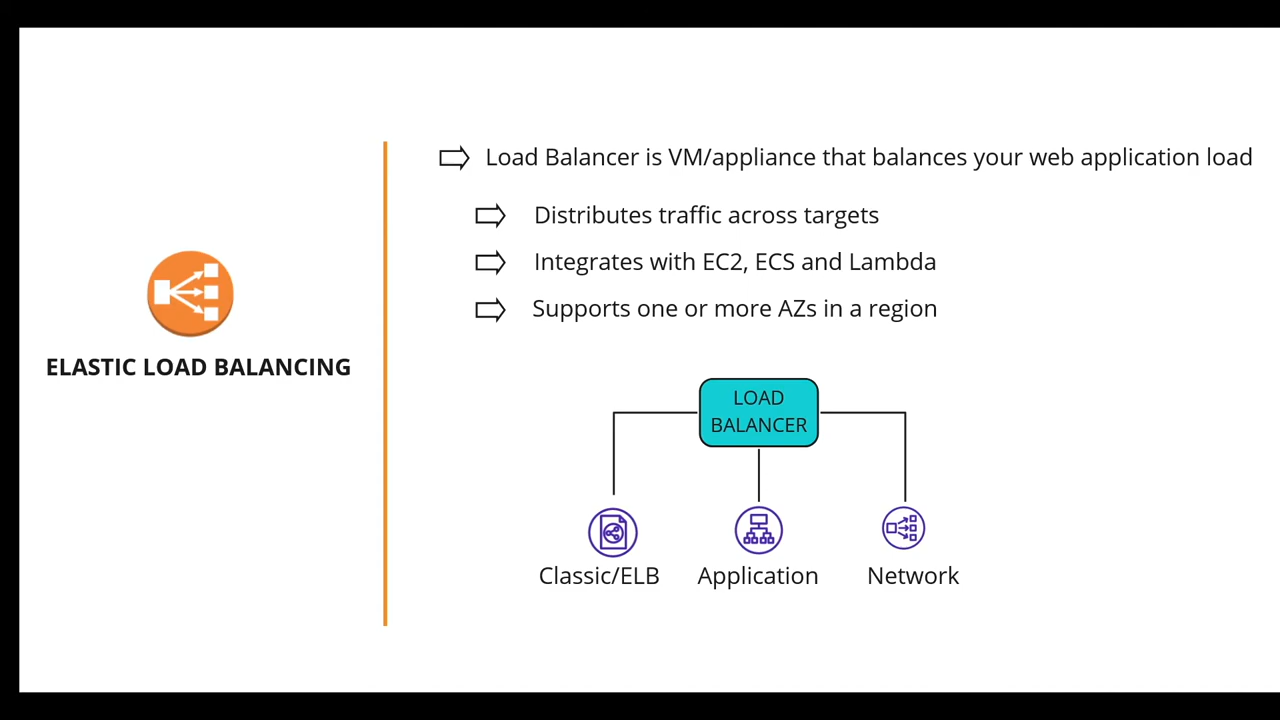 Load Balancer is VM/appliance that balances your web application load
Distributes traffic across targets
Integrates with EC2, ECS and Lambda
Supports one or more AZs in a region
ELASTIC LOAD BALANCING
LOAD
BALANCER
Classic/ELB
Application
Network